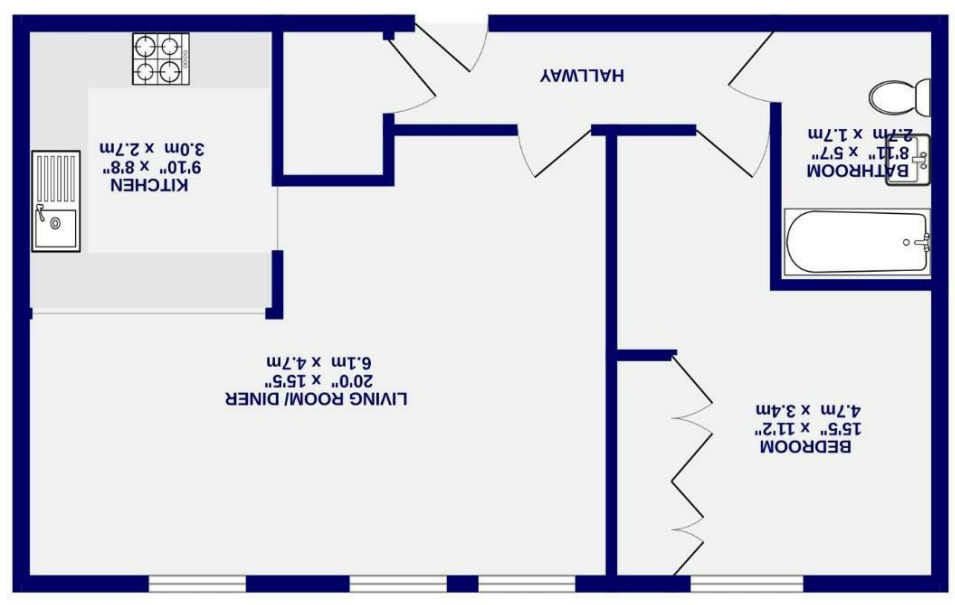 BEDROOM
15'5" x 11'2"
4.7m x 3.4m
LIVING ROOM/ DINER
20'0" x 15'5"
6.1m x 4.7m
BATHROOM
8'11" x 5'7"
2.7m x 1.7m
KITCHEN
9'10" x 8'8"
3.0m x 2.7m
HALLWAY